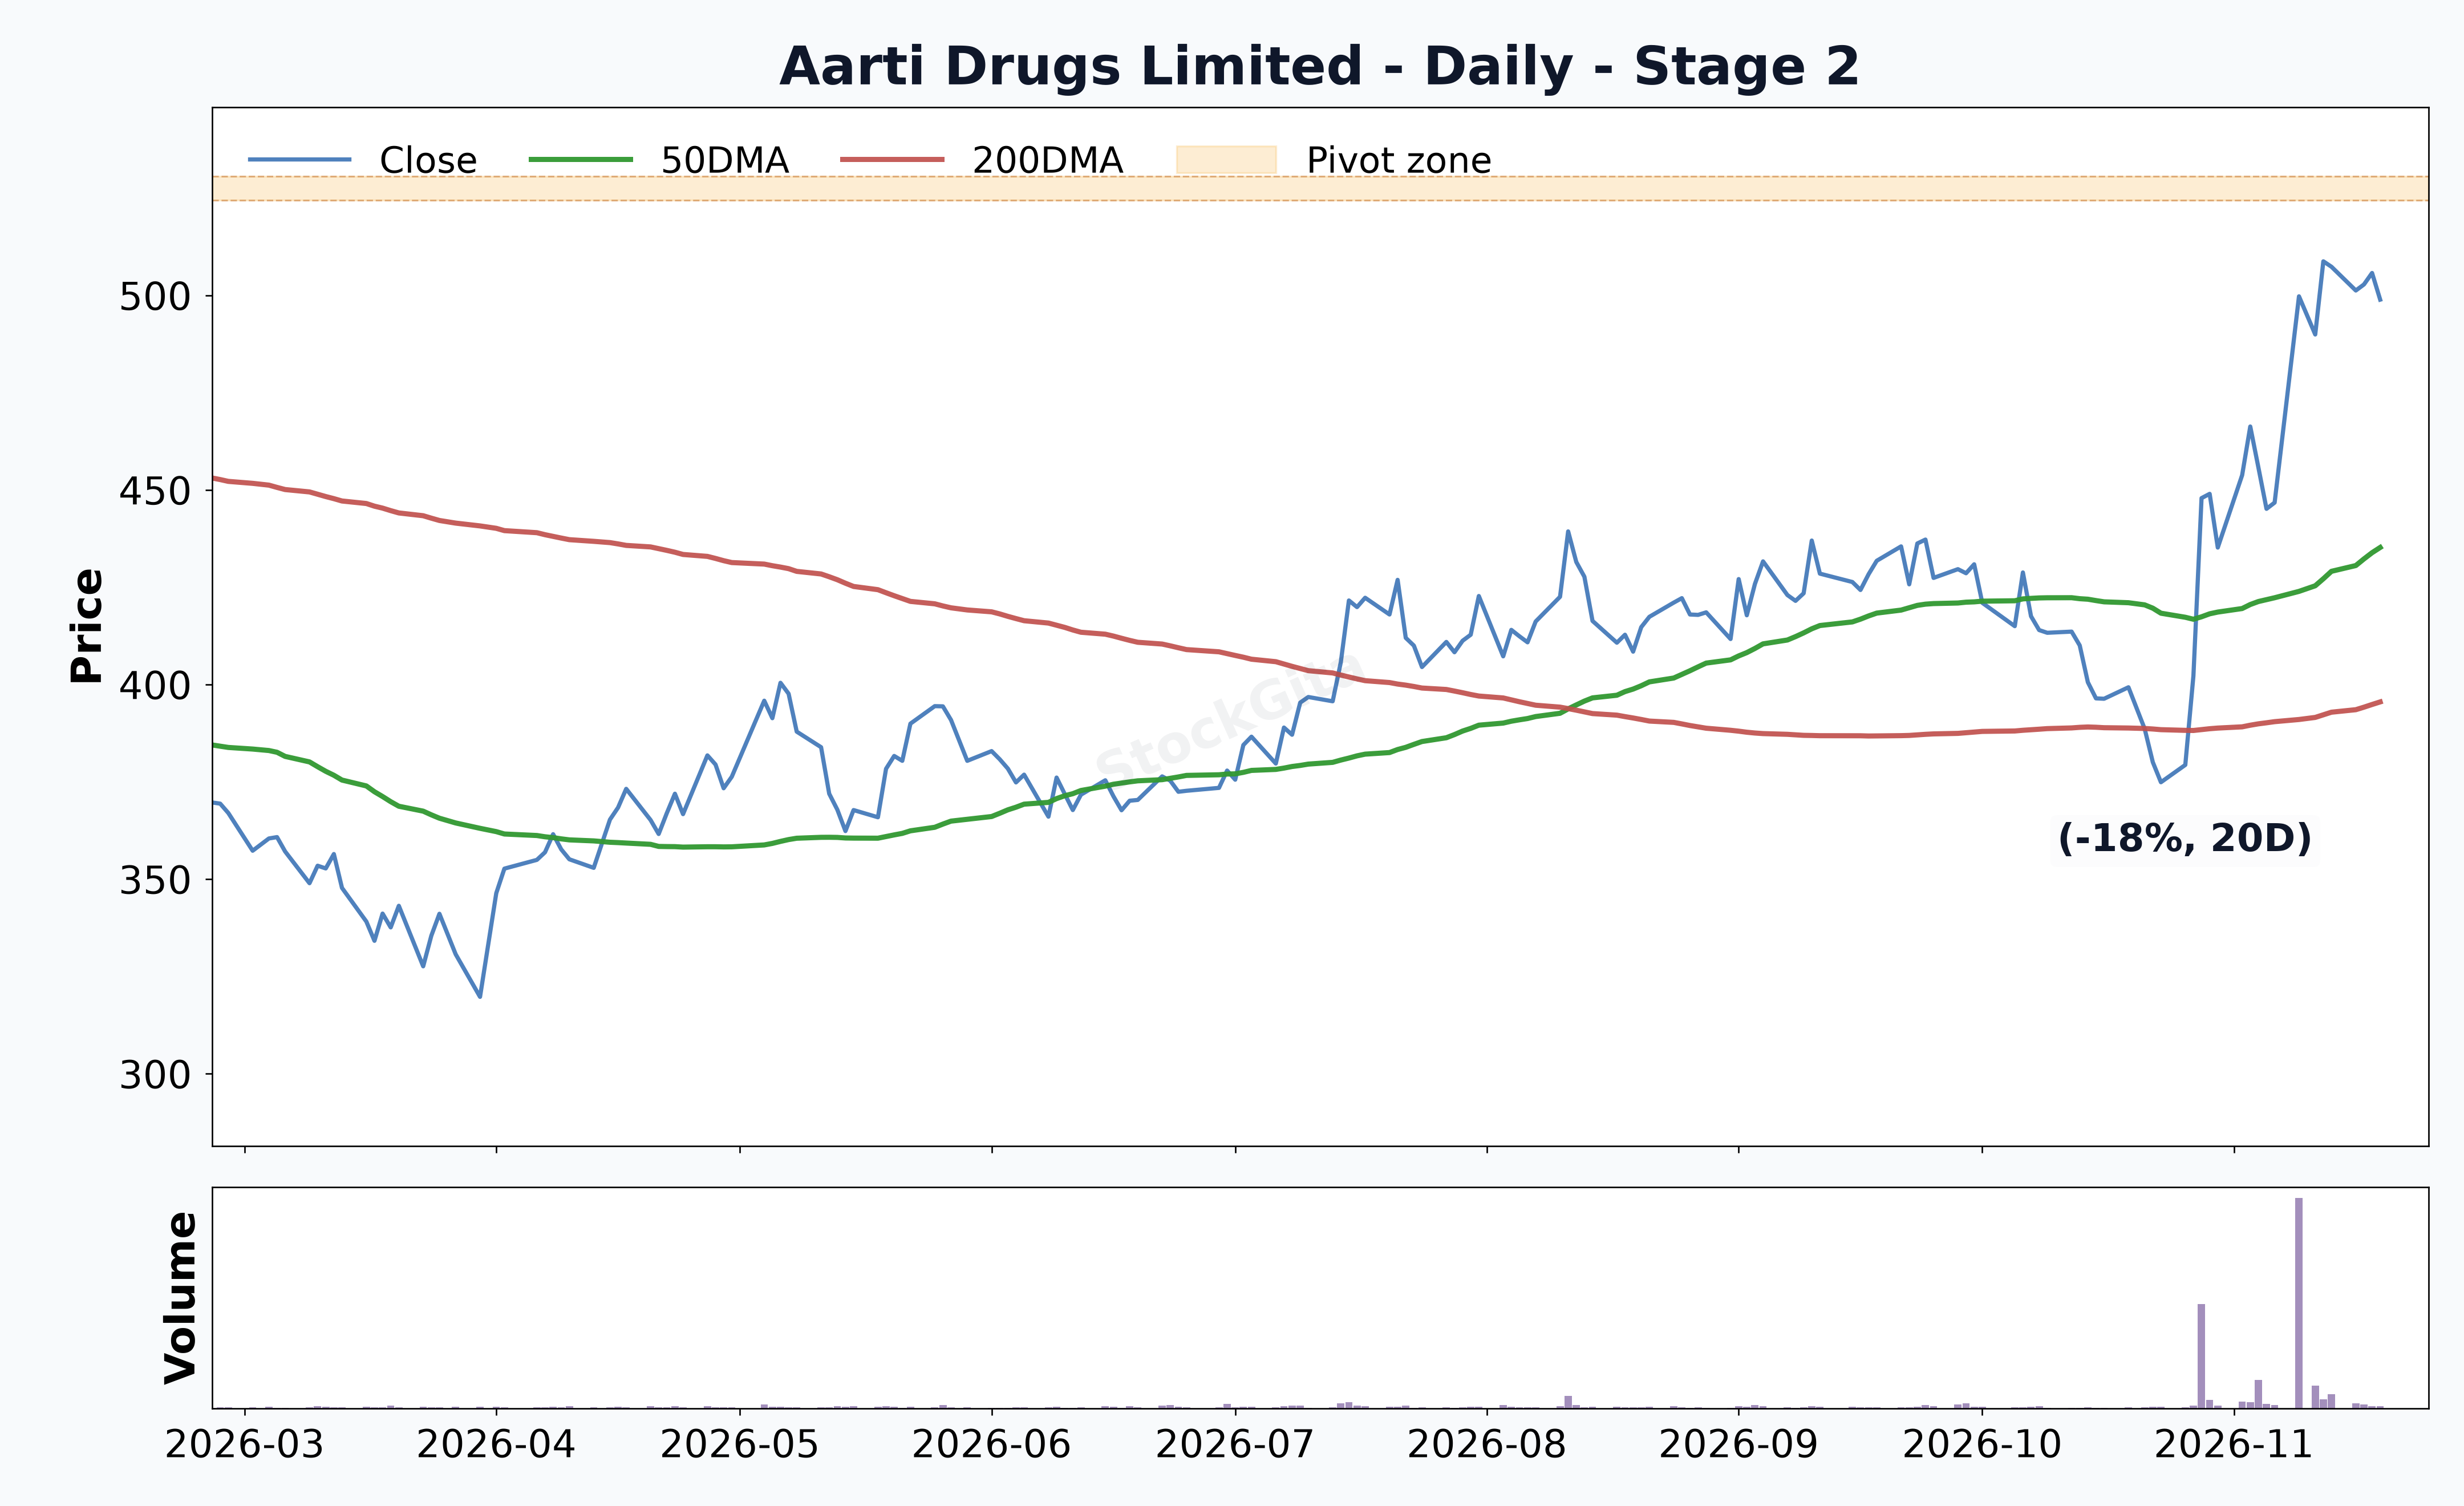 Aarti Drugs Limited - Daily - Stage 2
Close 50DMA 200DMA Pivot zone
500
450
400
350
300
Price
StockGita
(-18%, 20D)
Volume
2026-03 2026-04 2026-05 2026-06 2026-07 2026-08 2026-09 2026-10 2026-11